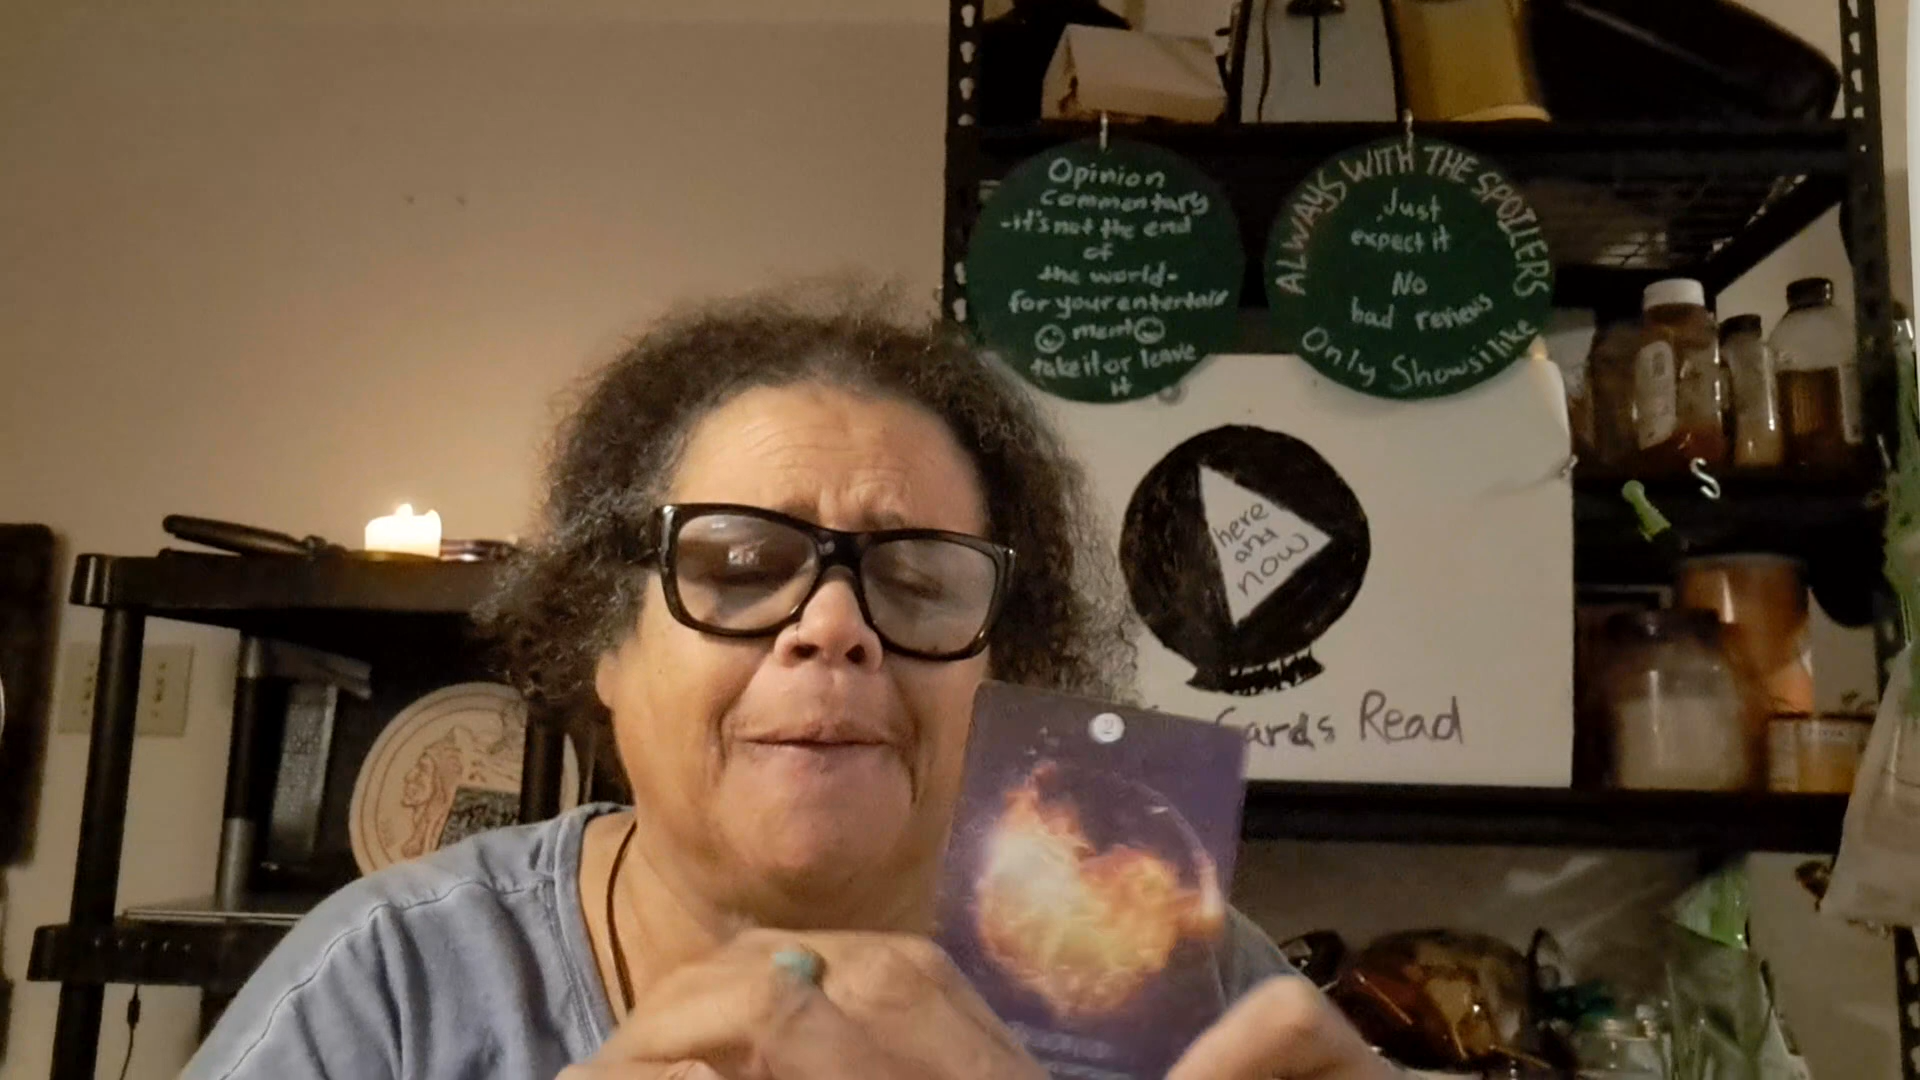 Opinion
Commentary
-it's not the end
of
the world-
for your entertain
ment
take it or leave
it
ALWAYS WITH THE SPOILERS
Just
expect it
No
bad reviews
Only Shows i like
here
and
now
Cards Read
S